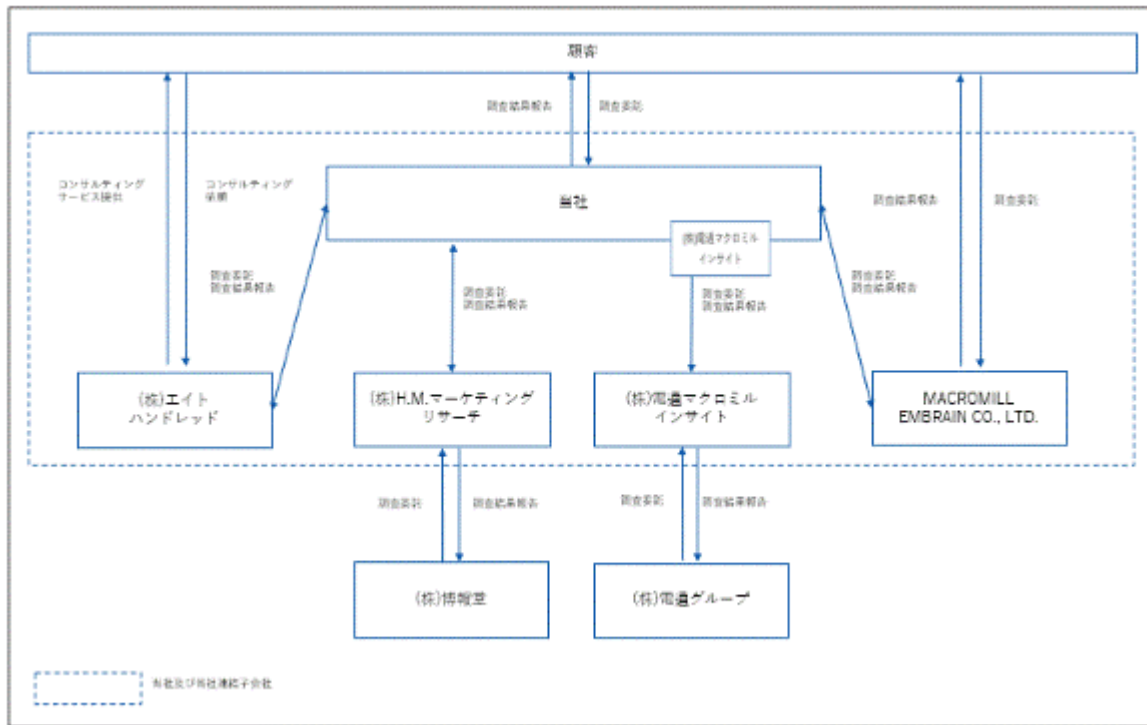 顧客
調査結果報告
調査委託
コンサルティング
サービス提供
コンサルティング
依頼
当社
調査結果報告
調査委託
(株)電通マクロミル
インサイト
調査委託
調査結果報告
調査委託
調査結果報告
調査委託
調査結果報告
調査委託
調査結果報告
(株)エイト
ハンドレッド
(株)H.M.マーケティング
リサーチ
(株)電通マクロミル
インサイト
MACROMILL
EMBRAIN CO., LTD.
調査委託
調査結果報告
調査委託
調査結果報告
(株)博報堂
(株)電通グループ
当社及び当社連結子会社